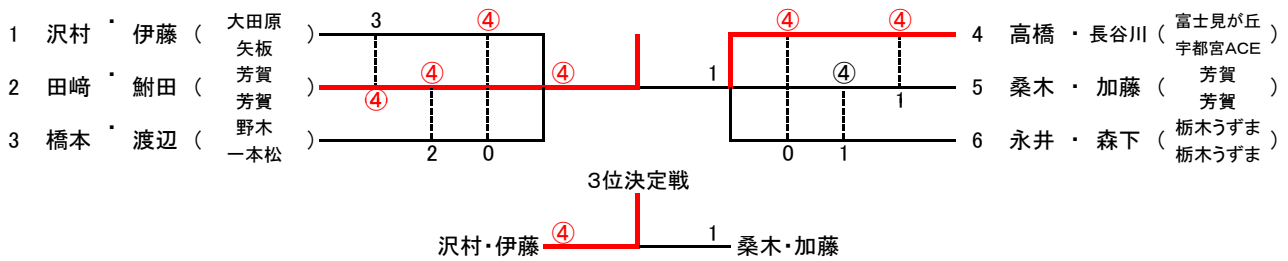 1 沢村 ・ 伊藤 ( 大田原 矢板 ) 3 ④ ④ 4 高橋 ・ 長谷川 ( 富士見が丘 宇都宮ACE )
④
2 田﨑 ・ 鮒田 ( 芳賀 芳賀 ) ④ ④ ④ 1 ④ 1 5 桑木 ・ 加藤 ( 芳賀 芳賀 )
3 橋本 ・ 渡辺 ( 野木 一本松 ) 2 0 0 1 6 永井 ・ 森下 ( 栃木うずま 栃木うずま )
3位決定戦
沢村・伊藤 ④ 1 桑木・加藤